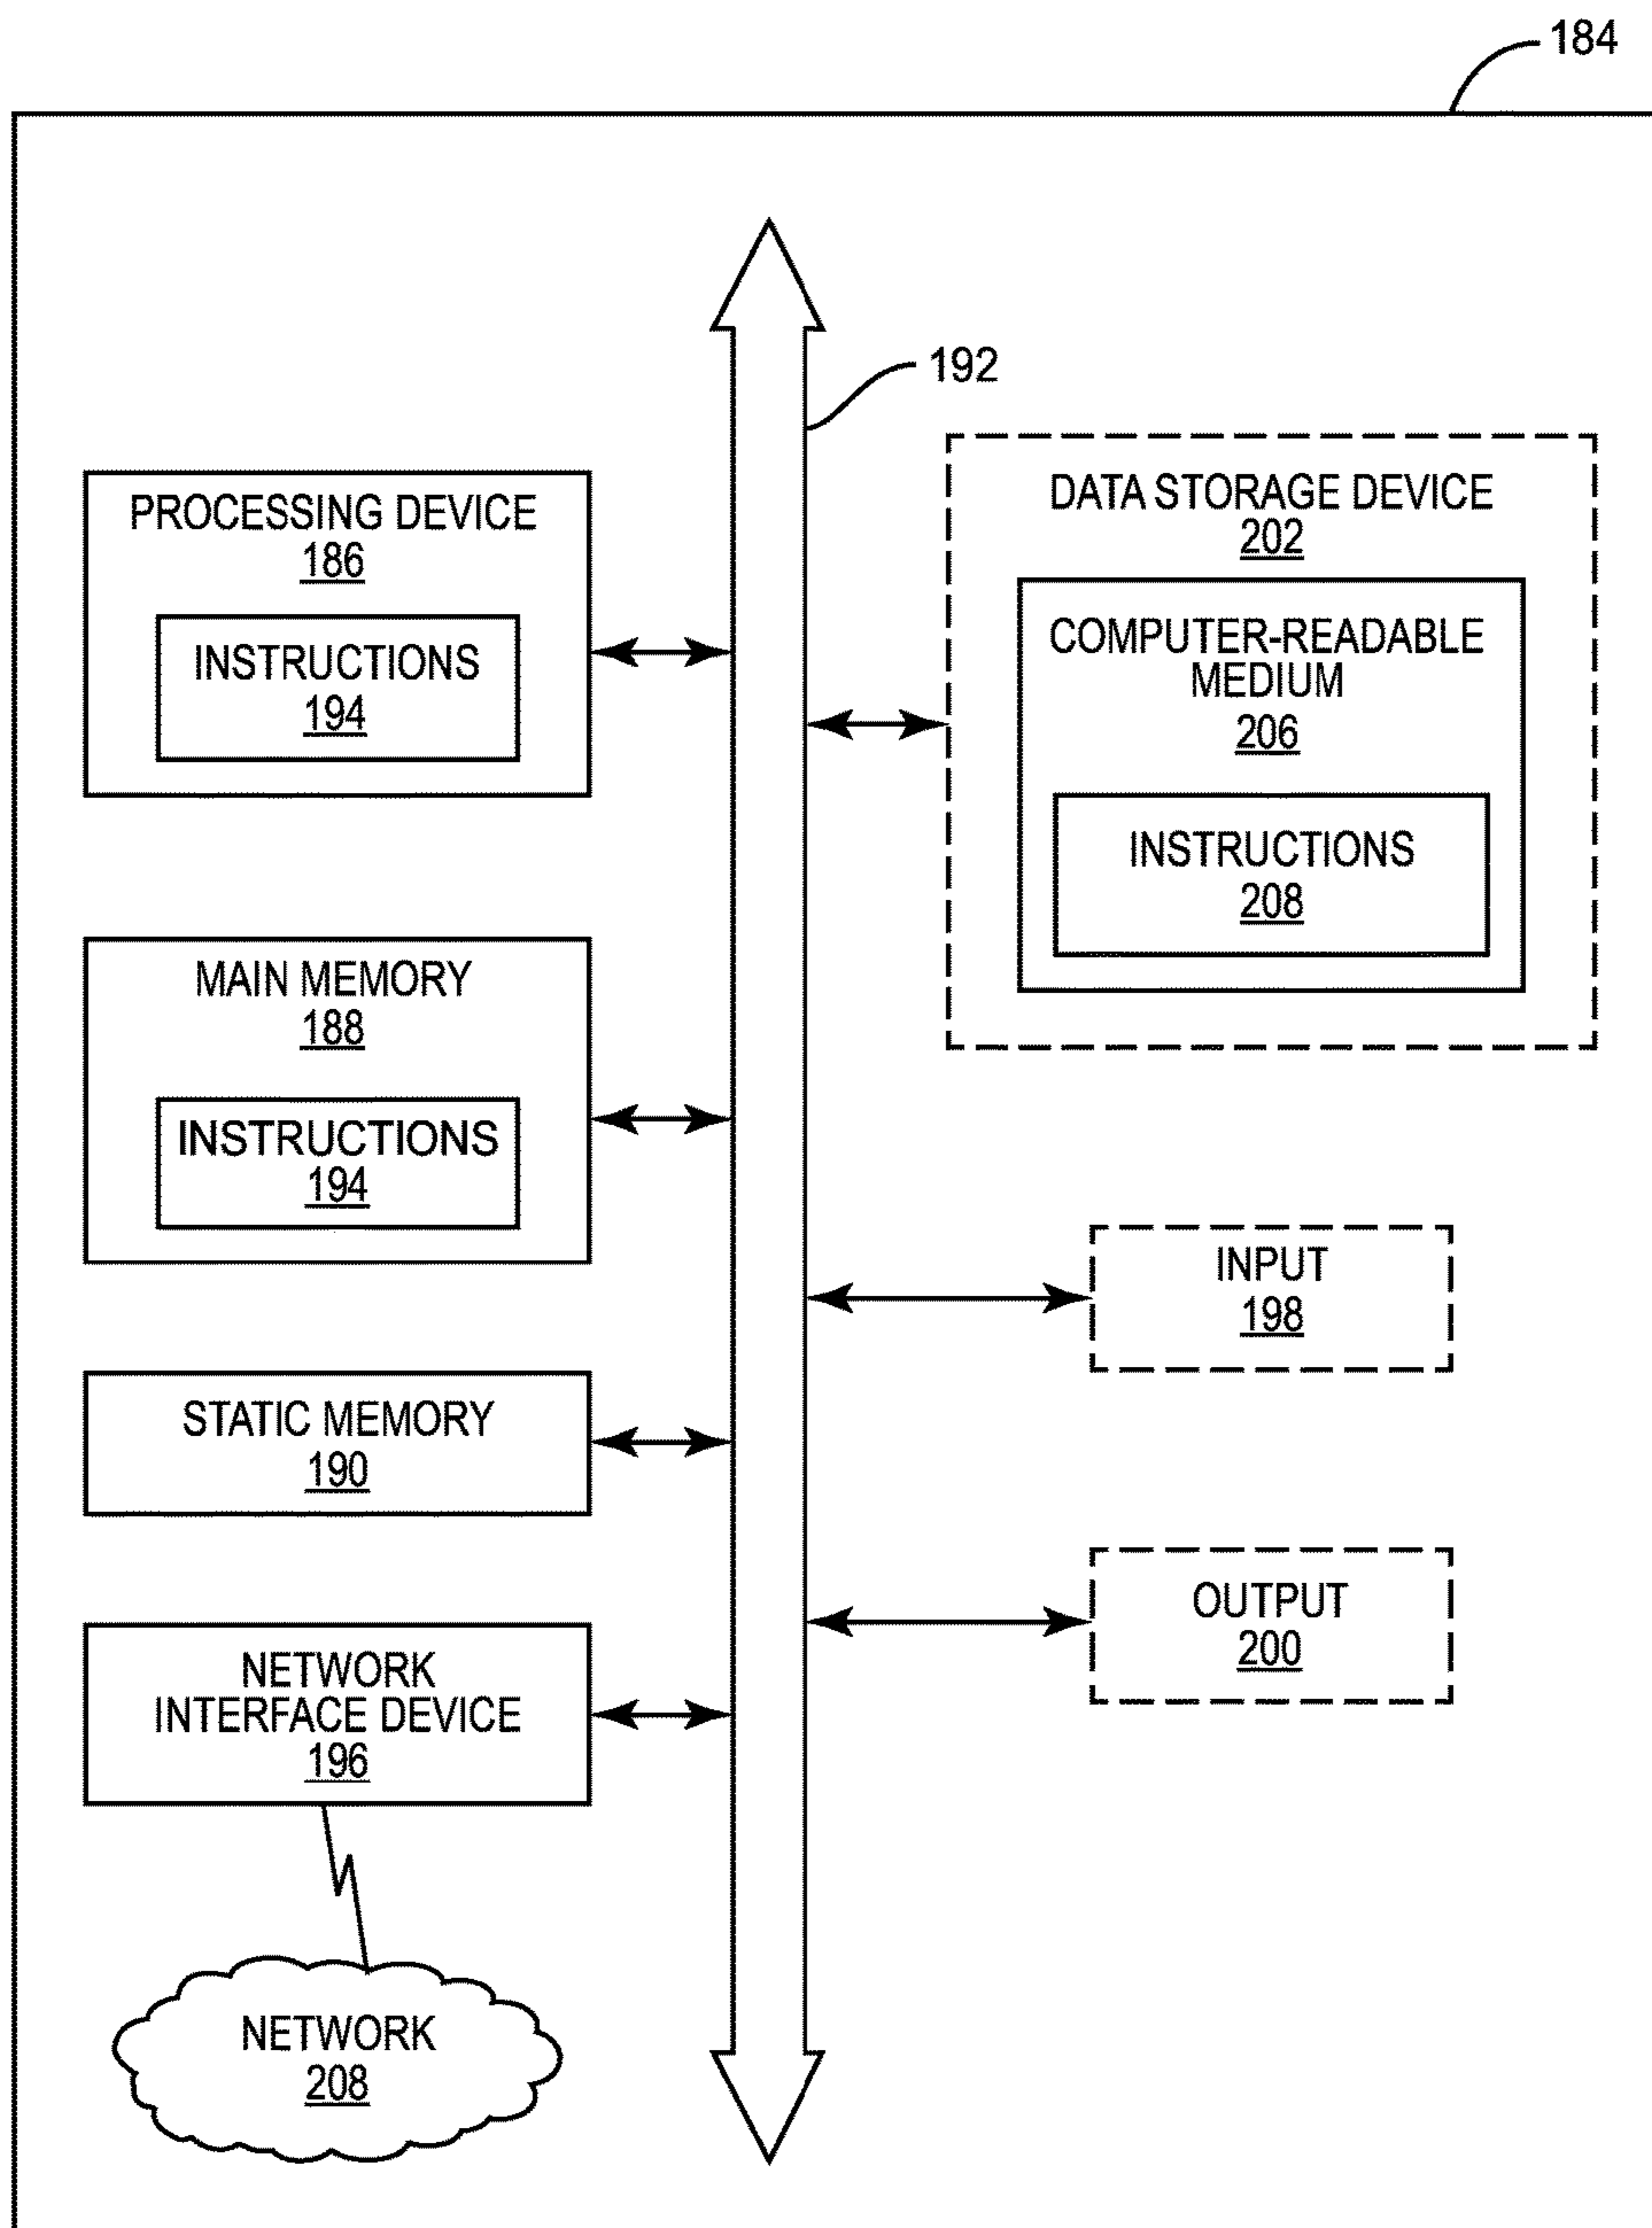 184
192
PROCESSING DEVICE
186
INSTRUCTIONS
194
DATA STORAGE DEVICE
202
COMPUTER-READABLE
MEDIUM
206
INSTRUCTIONS
208
MAIN MEMORY
188
INSTRUCTIONS
194
INPUT
198
STATIC MEMORY
190
OUTPUT
200
NETWORK
INTERFACE DEVICE
196
NETWORK
208